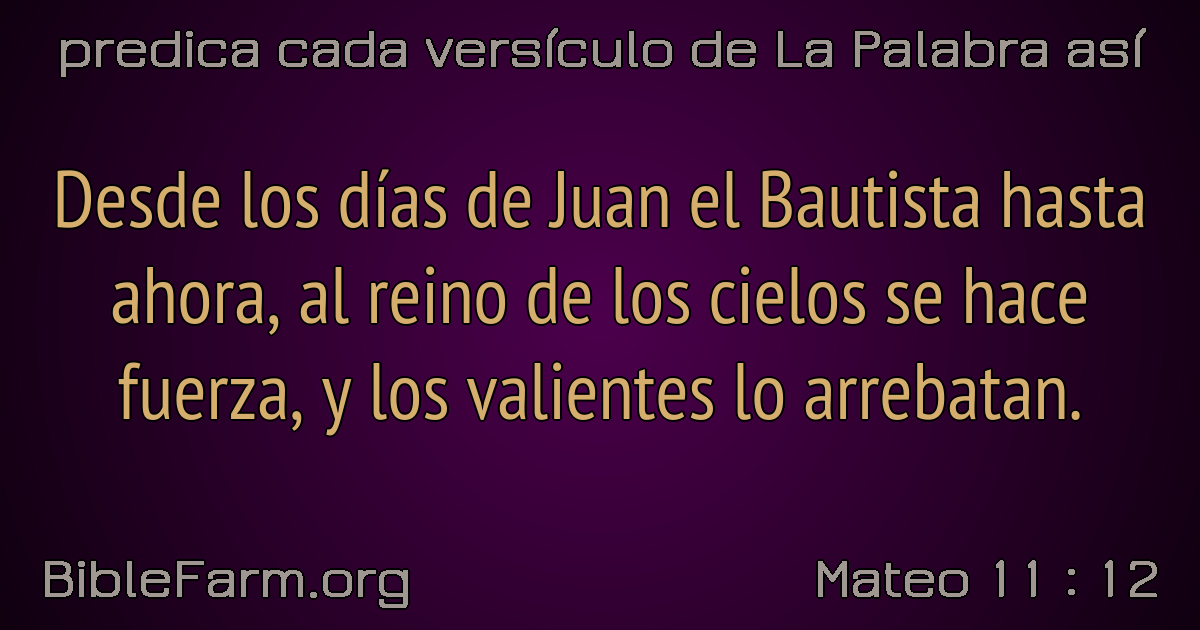 predica cada versículo de La Palabra así
Desde los días de Juan el Bautista hasta
ahora, al reino de los cielos se hace
fuerza, y los valientes lo arrebatan.
BibleFarm.org
Mateo 11 : 12